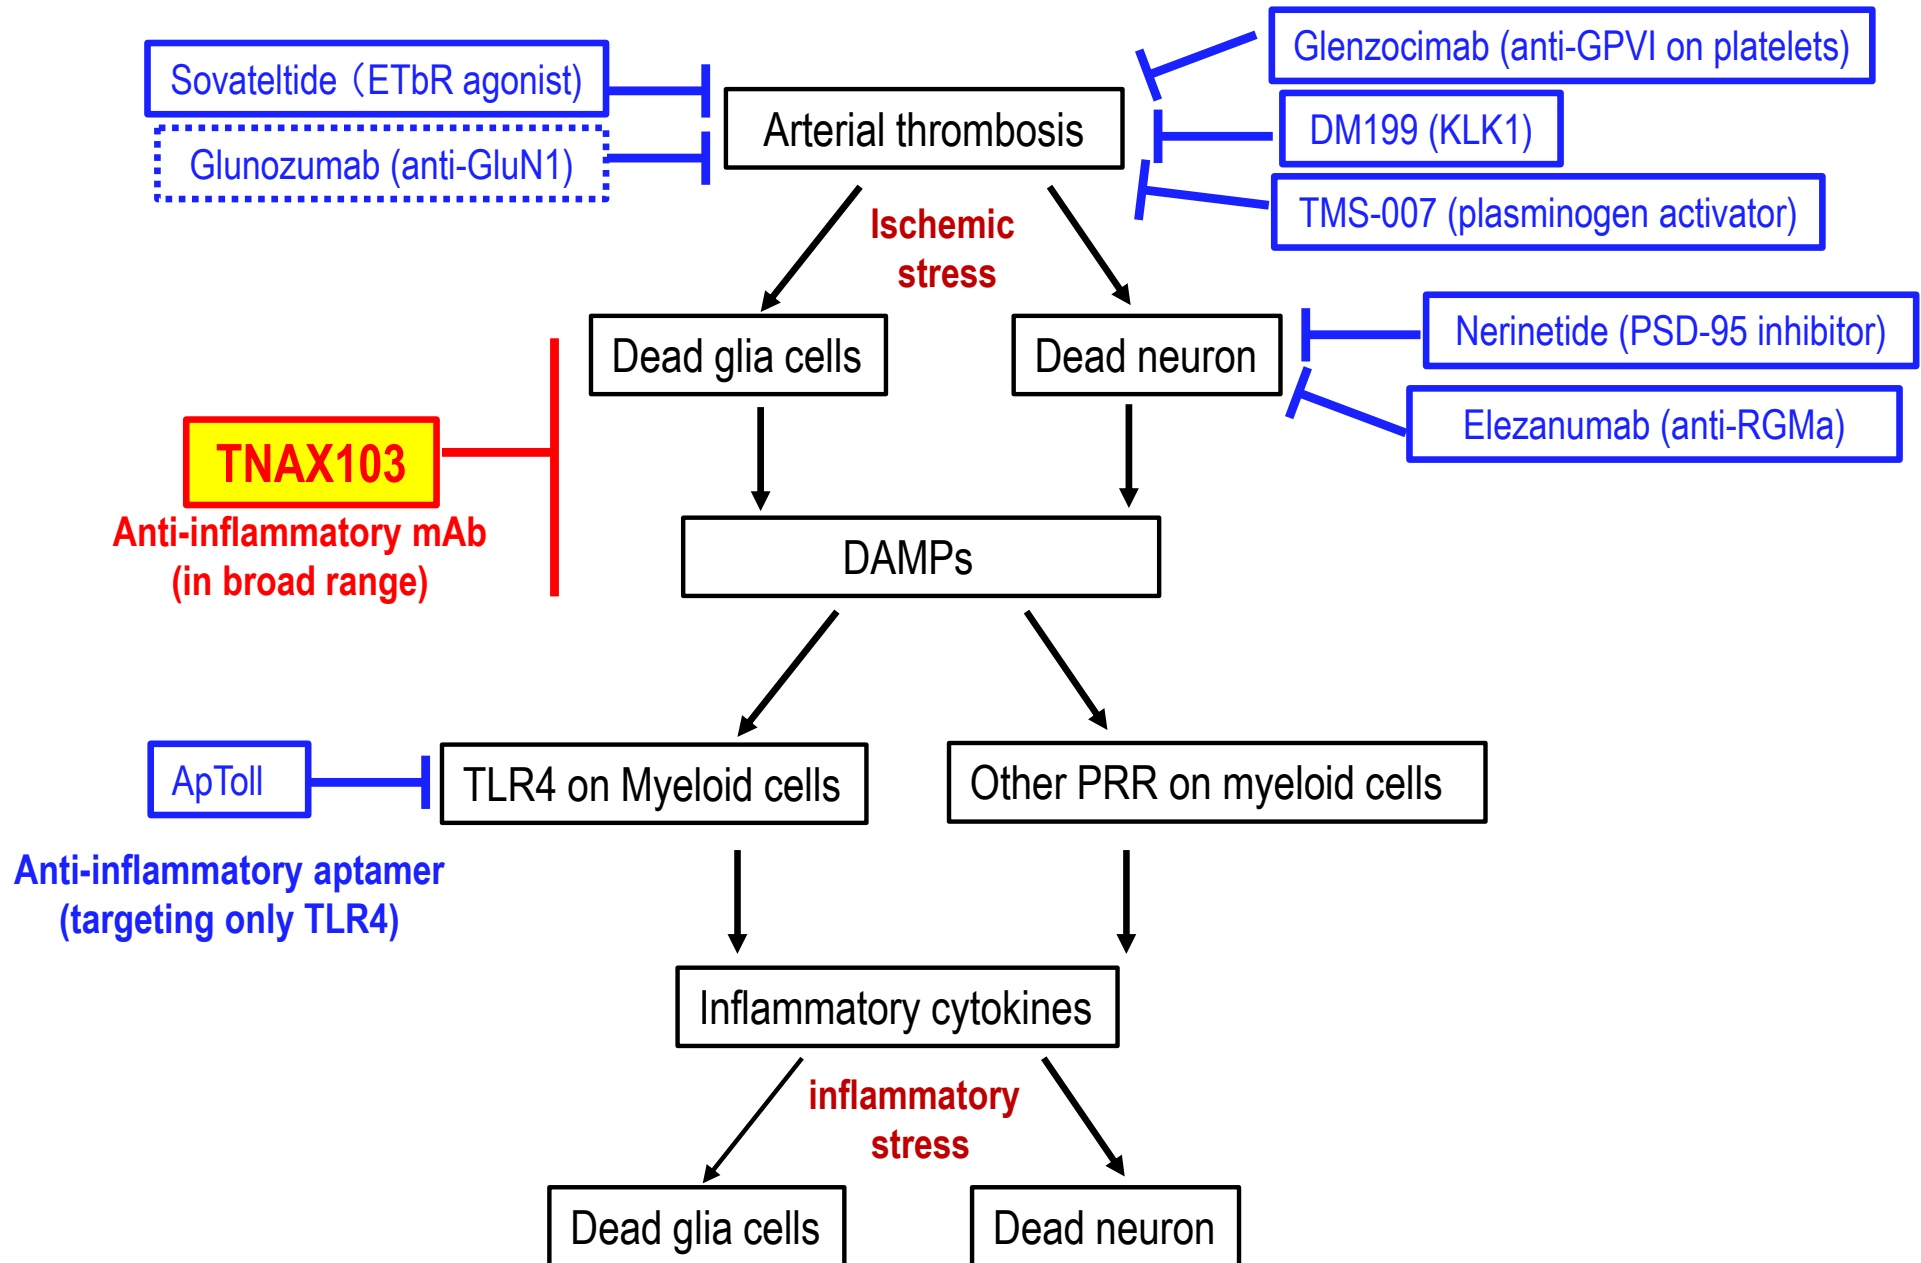 Sovateltide（ETbR agonist)
Glunozumab (anti-GluN1)
Arterial thrombosis
Glenzocimab (anti-GPVI on platelets)
DM199 (KLK1)
TMS-007 (plasminogen activator)
Ischemic
stress
Dead glia cells
Dead neuron
Nerinetide (PSD-95 inhibitor)
Elezanumab (anti-RGMa)
TNAX103
Anti-inflammatory mAb
(in broad range)
DAMPs
ApToll
TLR4 on Myeloid cells
Other PRR on myeloid cells
Anti-inflammatory aptamer
(targeting only TLR4)
Inflammatory cytokines
inflammatory
stress
Dead glia cells
Dead neuron